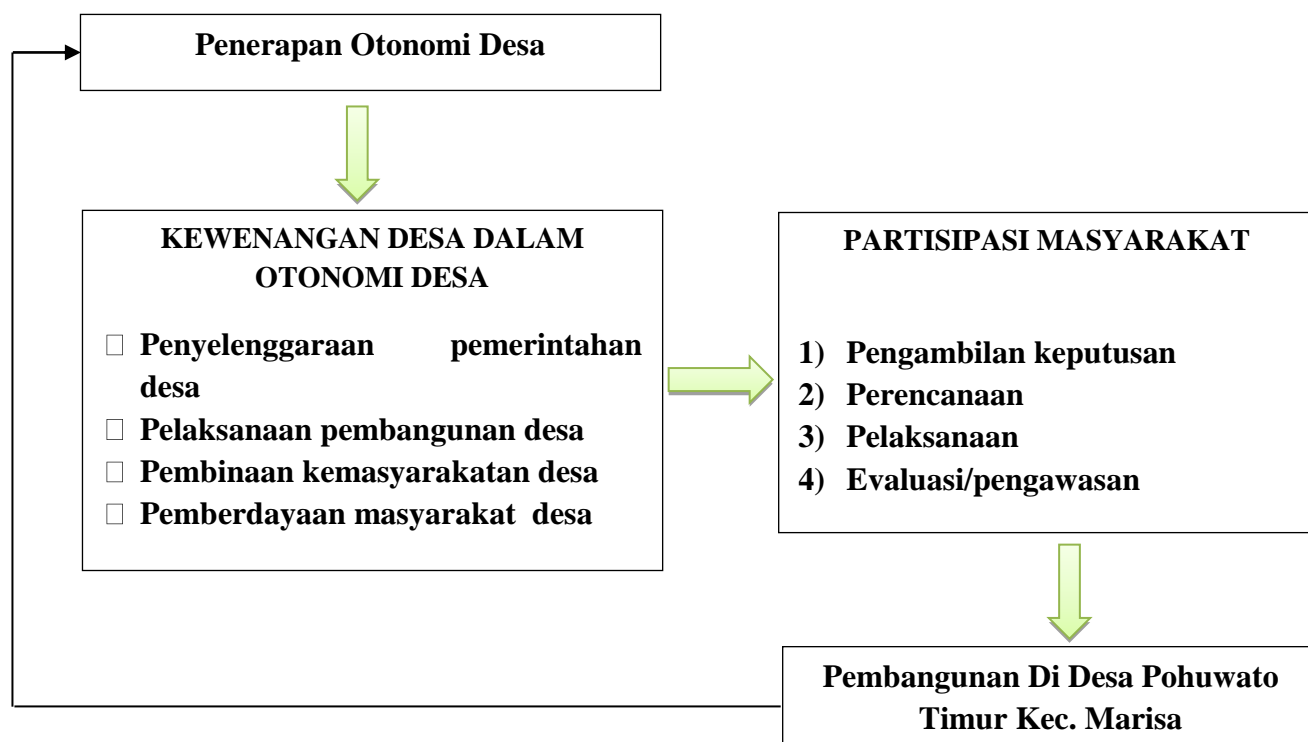 Penerapan Otonomi Desa
KEWENANGAN DESA DALAM
OTONOMI DESA
□ Penyelenggaraan pemerintahan
desa
□ Pelaksanaan pembangunan desa
□ Pembinaan kemasyarakatan desa
□ Pemberdayaan masyarakat desa
PARTISIPASI MASYARAKAT
1) Pengambilan keputusan
2) Perencanaan
3) Pelaksanaan
4) Evaluasi/pengawasan
Pembangunan Di Desa Pohuwato
Timur Kec. Marisa